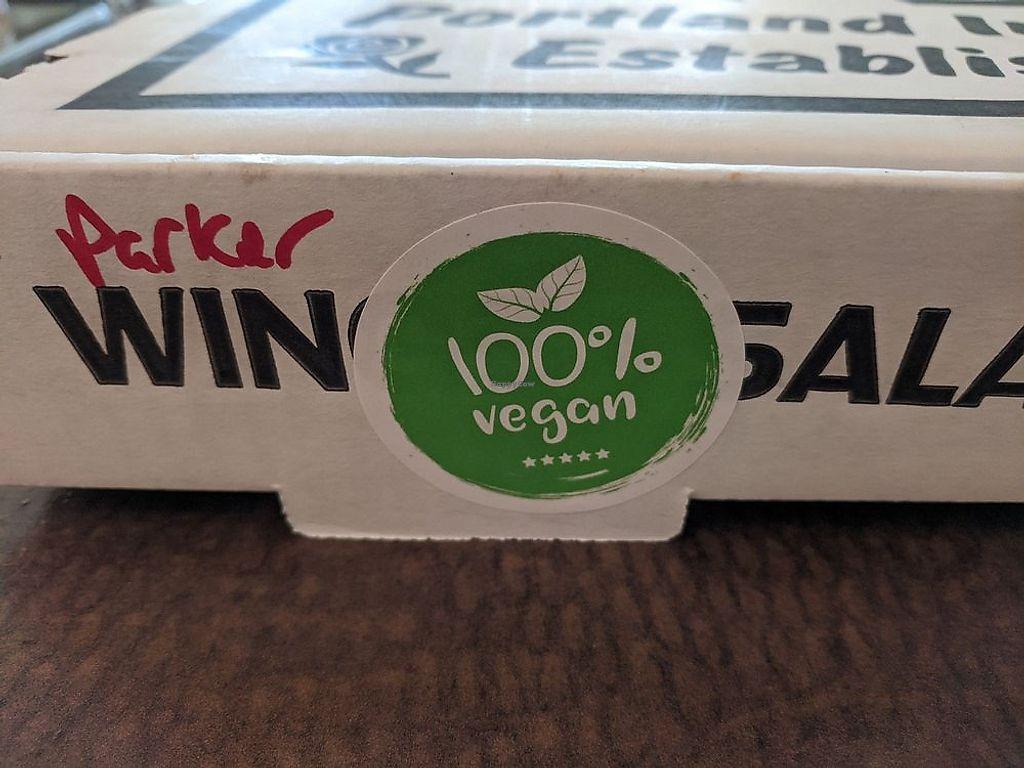 Portland
Establis
Parker
WIN
SALA
100%
vegan